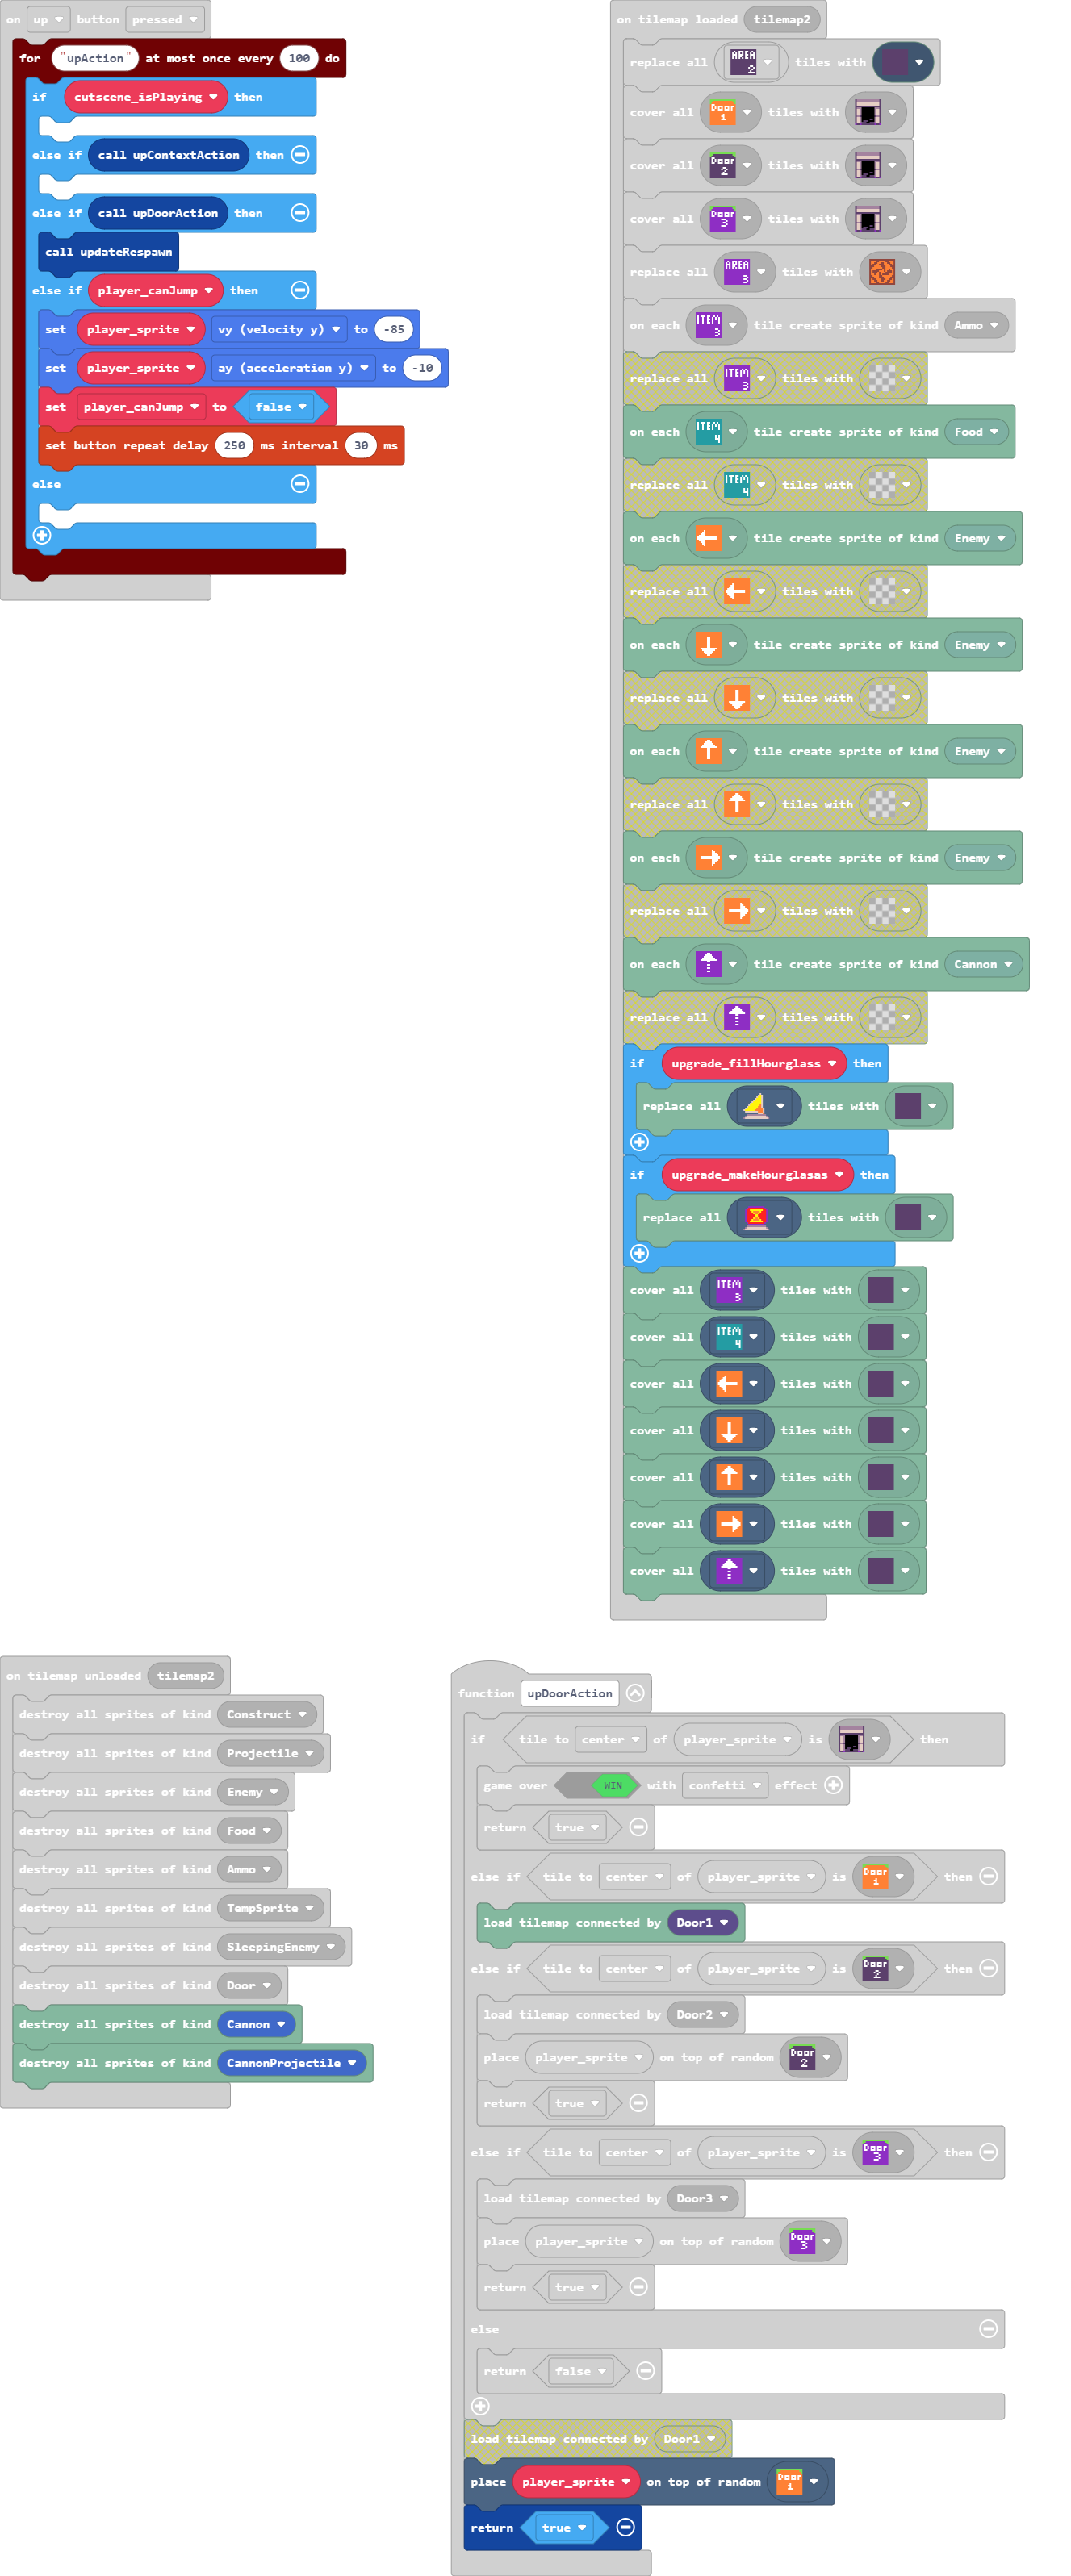 on up button pressed
for "upAction" at most once every 100 do
if cutscene_isPlaying then
else if call upContextAction then
else if call upDoorAction then
call updateRespawn
else if player_canJump then
set player_sprite vy (velocity y) to -85
set player_sprite ay (acceleration y) to -10
set player_canJump to false
set button repeat delay 250 ms interval 30 ms
else
on tilemap loaded tilemap2
replace all AREA 2 tiles with
cover all Door 1 tiles with
cover all Door 2 tiles with
cover all Door 3 tiles with
replace all AREA 3 tiles with
on each ITEM 3 tile create sprite of kind Ammo
replace all ITEM 3 tiles with
on each ITEM 4 tile create sprite of kind Food
replace all ITEM 4 tiles with
on each tile create sprite of kind Enemy
replace all tiles with
on each tile create sprite of kind Enemy
replace all tiles with
on each tile create sprite of kind Enemy
replace all tiles with
on each tile create sprite of kind Enemy
replace all tiles with
on each tile create sprite of kind Cannon
replace all tiles with
if upgrade_fillHourglass then
replace all tiles with
if upgrade_makeHourglasas then
replace all tiles with
cover all ITEM 3 tiles with
cover all ITEM 4 tiles with
cover all tiles with
cover all tiles with
cover all tiles with
cover all tiles with
cover all tiles with
on tilemap unloaded tilemap2
destroy all sprites of kind Construct
destroy all sprites of kind Projectile
destroy all sprites of kind Enemy
destroy all sprites of kind Food
destroy all sprites of kind Ammo
destroy all sprites of kind TempSprite
destroy all sprites of kind SleepingEnemy
destroy all sprites of kind Door
destroy all sprites of kind Cannon
destroy all sprites of kind CannonProjectile
function upDoorAction
if tile to center of player_sprite is then
game over WIN with confetti effect
return true
else if tile to center of player_sprite is Door 1 then
load tilemap connected by Door1
else if tile to center of player_sprite is Door 2 then
load tilemap connected by Door2
place player_sprite on top of random Door 2
return true
else if tile to center of player_sprite is Door 3 then
load tilemap connected by Door3
place player_sprite on top of random Door 3
return true
else
return false
load tilemap connected by Door1
place player_sprite on top of random Door 1
return true